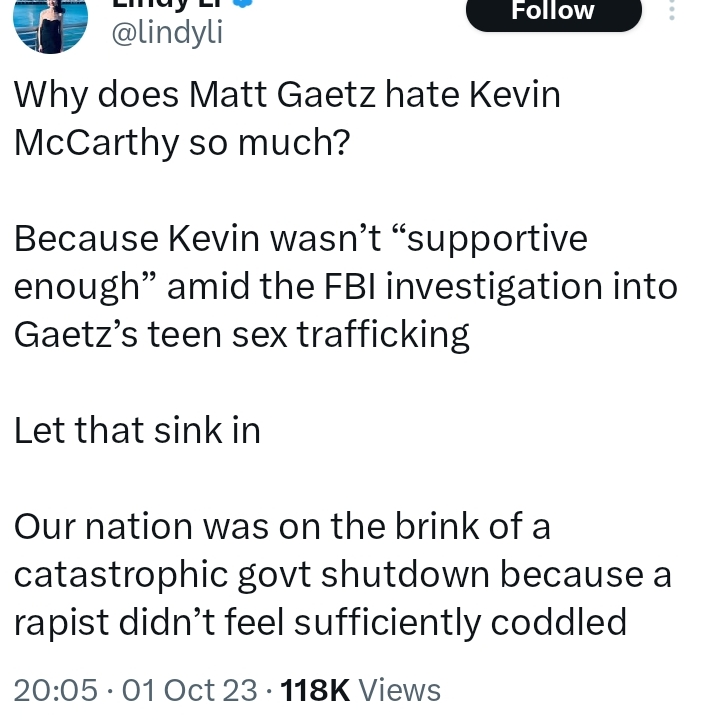 Lindy Li
@lindyli
Follow
Why does Matt Gaetz hate Kevin
McCarthy so much?
Because Kevin wasn’t “supportive
enough” amid the FBI investigation into
Gaetz’s teen sex trafficking
Let that sink in
Our nation was on the brink of a
catastrophic govt shutdown because a
rapist didn’t feel sufficiently coddled
20:05 · 01 Oct 23 · 118K Views